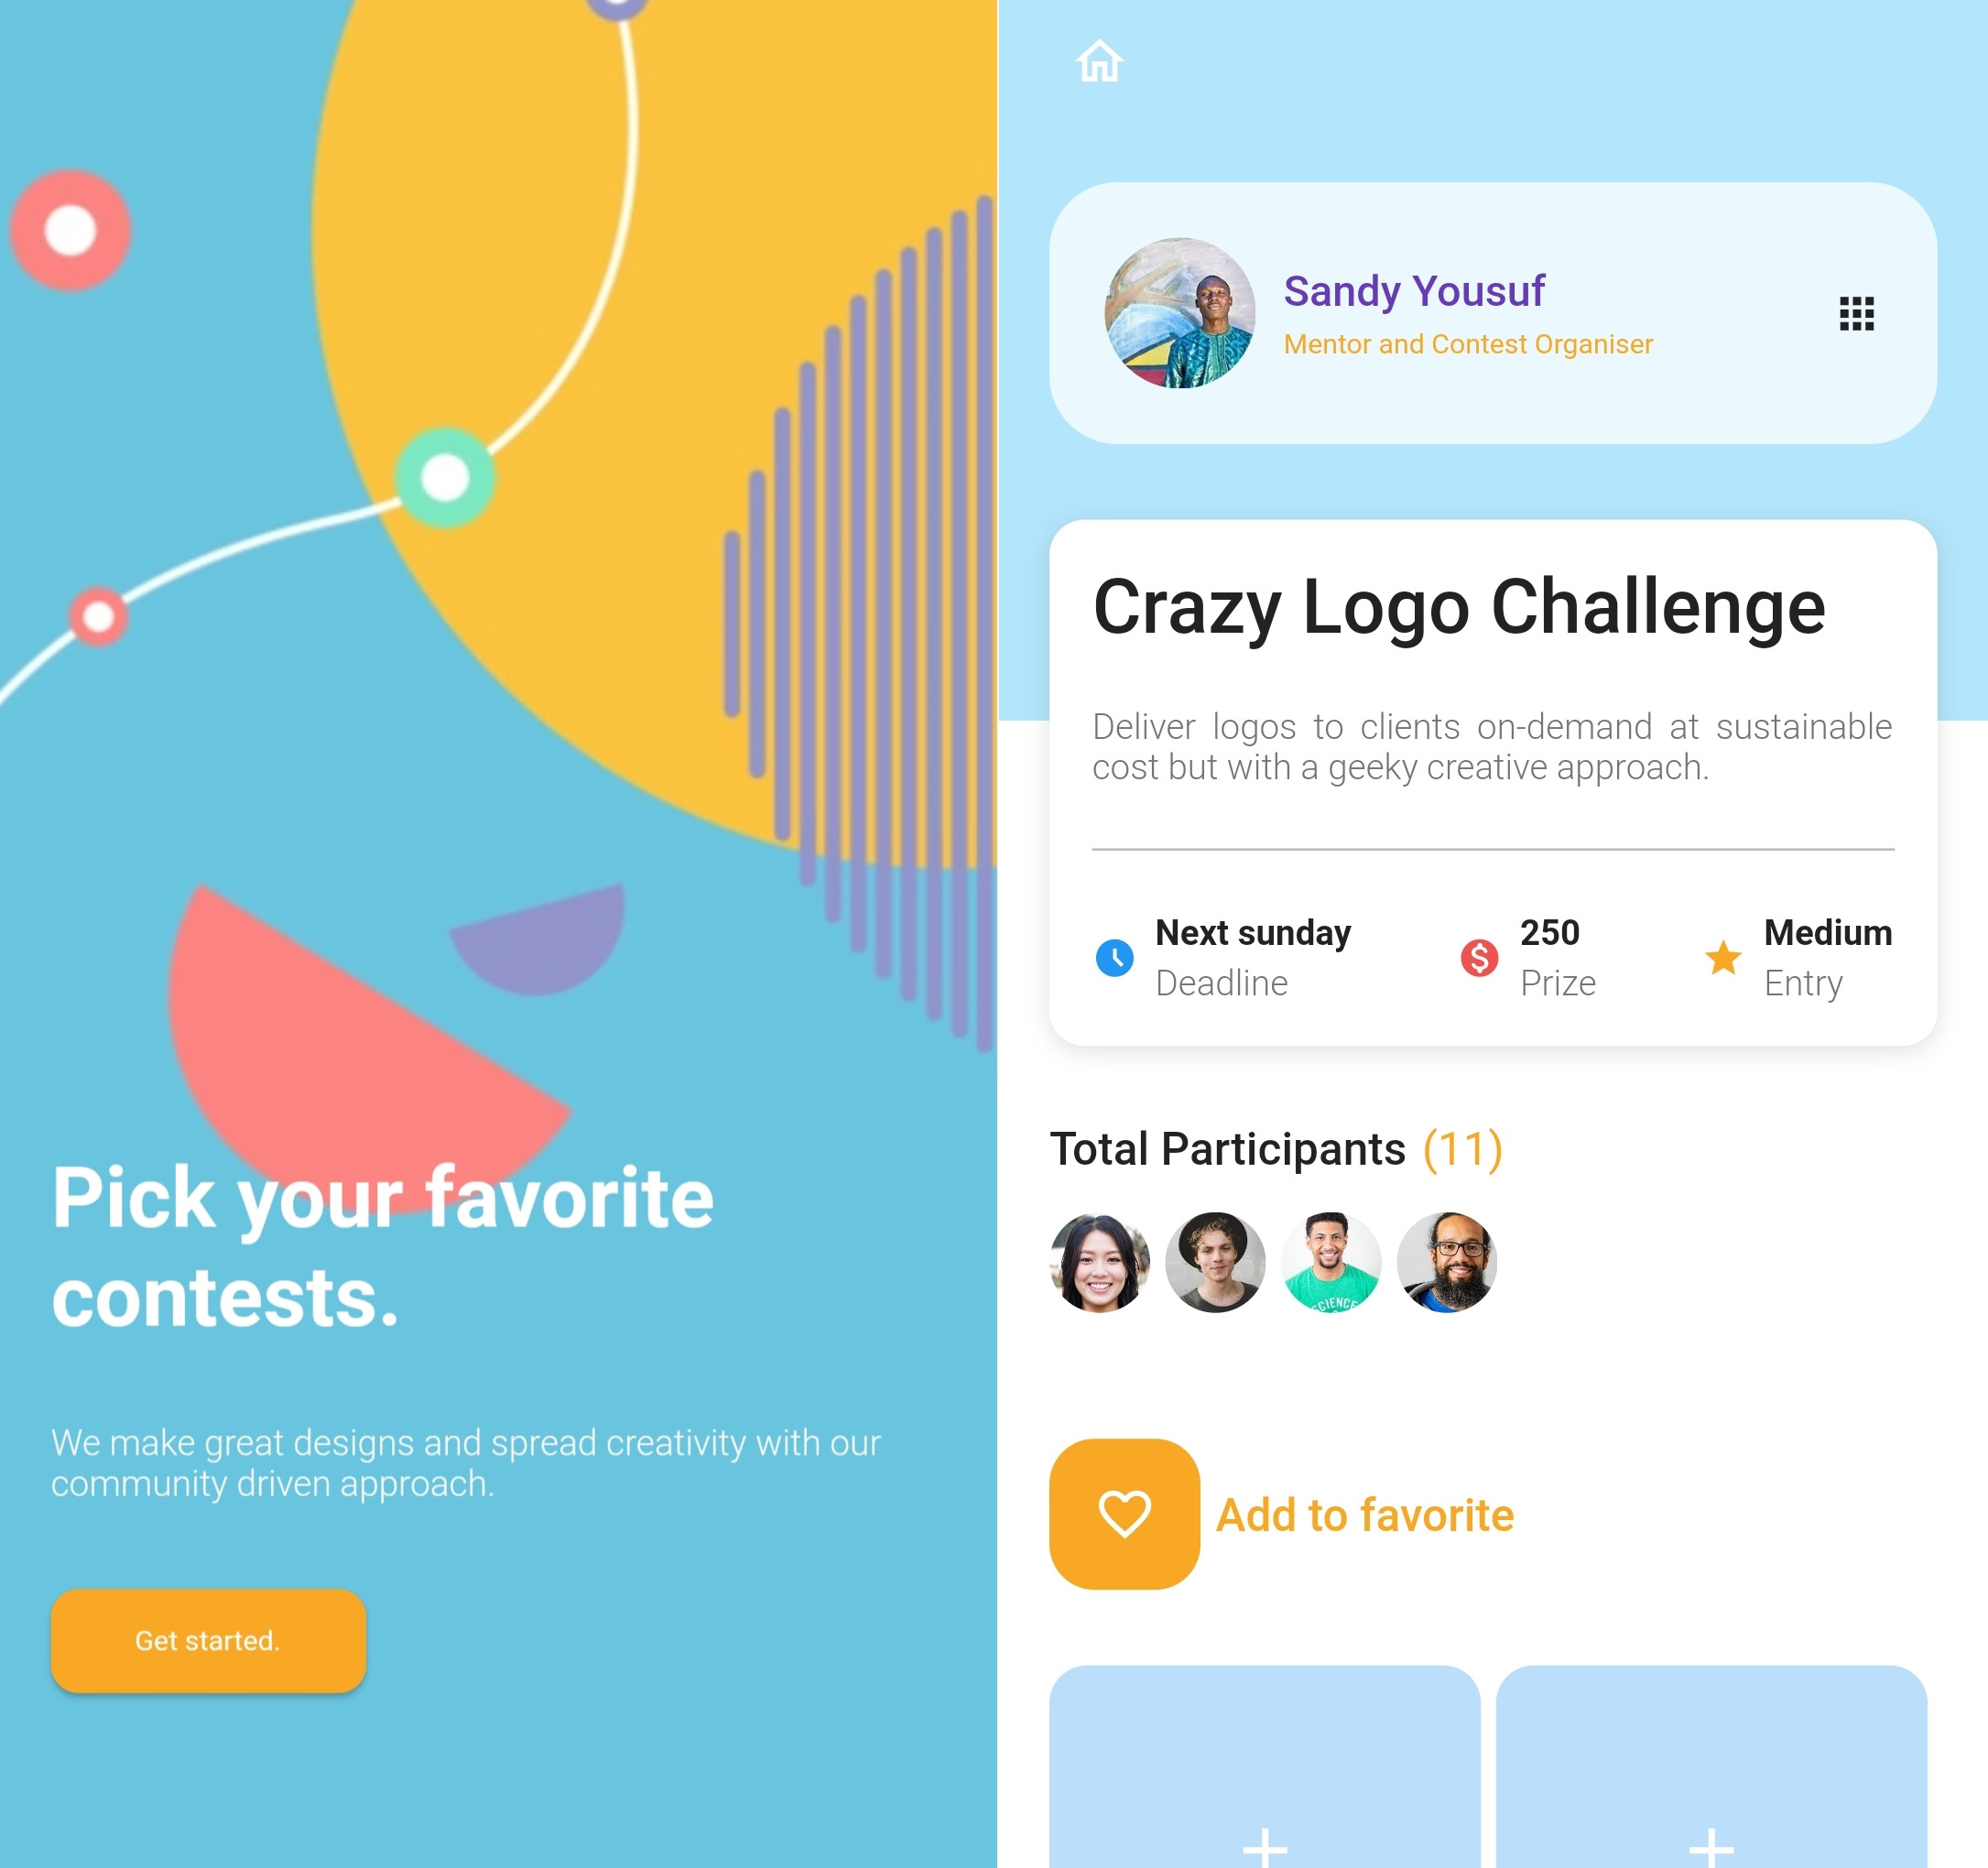 Pick your favorite
contests.
We make great designs and spread creativity with our
community driven approach.
Get started.
Sandy Yousuf
Mentor and Contest Organiser
Crazy Logo Challenge
Deliver logos to clients on-demand at sustainable
cost but with a geeky creative approach.
Next sunday
Deadline
250
Prize
Medium
Entry
Total Participants (11)
SCIENCE
Add to favorite